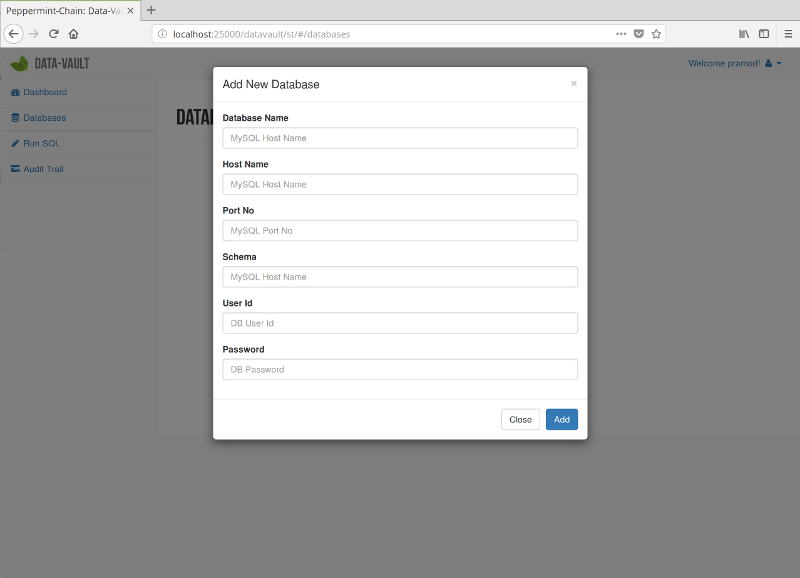 Peppermint-Chain: Data-Va
localhost:25000/datavault/st/#/databases
DATA-VAULT
Welcome pramod!
Dashboard
Databases
Run SQL
Audit Trail
Add New Database
Database Name
MySQL Host Name
Host Name
MySQL Host Name
Port No
MySQL Port No
Schema
MySQL Host Name
User Id
DB User Id
Password
DB Password
Close
Add